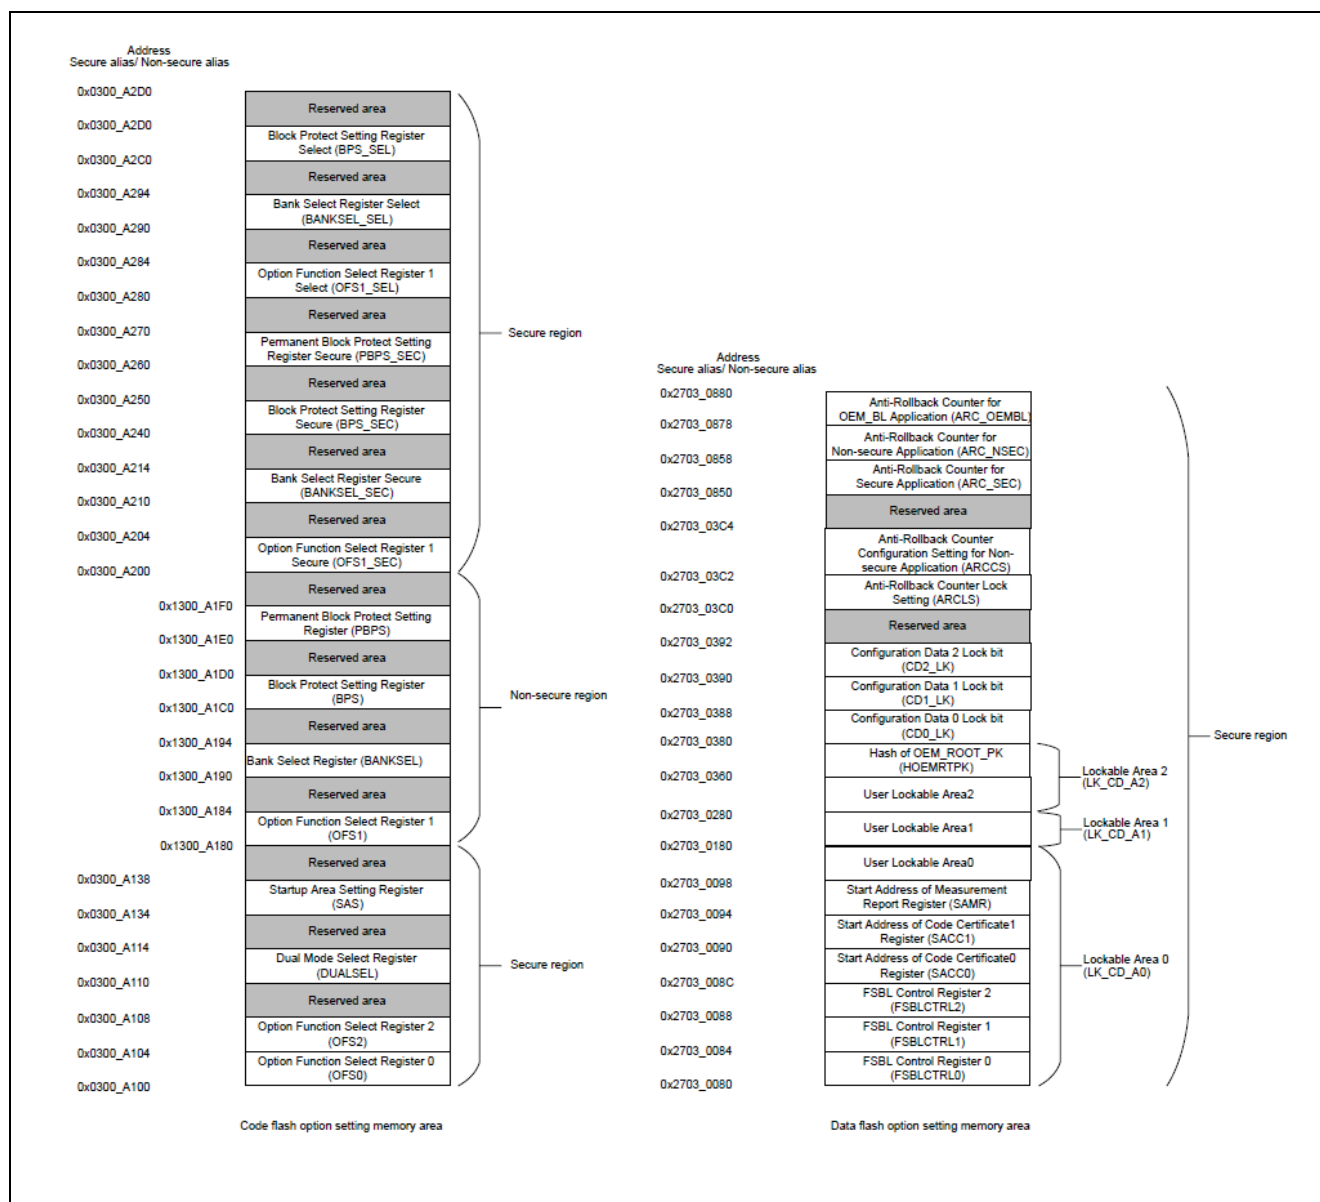 Address
Secure alias/ Non-secure alias
0x0300_A2D0
Reserved area
0x0300_A2D0
Block Protect Setting Register
Select (BPS_SEL)
0x0300_A2C0
Reserved area
0x0300_A294
Bank Select Register Select
(BANKSEL_SEL)
0x0300_A290
Reserved area
0x0300_A284
Option Function Select Register 1
Select (OFS1_SEL)
0x0300_A280
Reserved area
0x0300_A270
Permanent Block Protect Setting
Register Secure (PBPS_SEC)
0x0300_A260
Reserved area
0x0300_A250
Block Protect Setting Register
Secure (BPS_SEC)
0x0300_A240
Reserved area
0x0300_A214
Bank Select Register Secure
(BANKSEL_SEC)
0x0300_A210
Reserved area
0x0300_A204
Option Function Select Register 1
Secure (OFS1_SEC)
0x0300_A200
Secure region
Reserved area
0x1300_A1F0
Permanent Block Protect Setting
Register (PBPS)
0x1300_A1E0
Reserved area
0x1300_A1D0
Block Protect Setting Register
(BPS)
0x1300_A1C0
Reserved area
0x1300_A194
Bank Select Register (BANKSEL)
0x1300_A190
Reserved area
0x1300_A184
Option Function Select Register 1
(OFS1)
0x1300_A180
Non-secure region
Reserved area
0x0300_A138
Startup Area Setting Register
(SAS)
0x0300_A134
Reserved area
0x0300_A114
Dual Mode Select Register
(DUALSEL)
0x0300_A110
Reserved area
0x0300_A108
Option Function Select Register 2
(OFS2)
0x0300_A104
Option Function Select Register 0
(OFS0)
0x0300_A100
Secure region
Code flash option setting memory area
Address
Secure alias/ Non-secure alias
0x2703_0880
Anti-Rollback Counter for
OEM_BL Application (ARC_OEMBL)
0x2703_0878
Anti-Rollback Counter for
Non-secure Application (ARC_NSEC)
0x2703_0858
Anti-Rollback Counter for
Secure Application (ARC_SEC)
0x2703_0850
Reserved area
0x2703_03C4
Anti-Rollback Counter
Configuration Setting for Non-
secure Application (ARCCS)
0x2703_03C2
Anti-Rollback Counter Lock
Setting (ARCLS)
0x2703_03C0
Reserved area
0x2703_0392
Configuration Data 2 Lock bit
(CD2_LK)
0x2703_0390
Configuration Data 1 Lock bit
(CD1_LK)
0x2703_0388
Configuration Data 0 Lock bit
(CD0_LK)
0x2703_0380
Hash of OEM_ROOT_PK
(HOEMRTPK)
0x2703_0360
User Lockable Area2
0x2703_0280
Lockable Area 2
(LK_CD_A2)
User Lockable Area1
0x2703_0180
Lockable Area 1
(LK_CD_A1)
User Lockable Area0
0x2703_0098
Start Address of Measurement
Report Register (SAMR)
0x2703_0094
Start Address of Code Certificate1
Register (SACC1)
0x2703_0090
Start Address of Code Certificate0
Register (SACC0)
0x2703_008C
FSBL Control Register 2
(FSBLCTRL2)
0x2703_0088
FSBL Control Register 1
(FSBLCTRL1)
0x2703_0084
FSBL Control Register 0
(FSBLCTRL0)
0x2703_0080
Lockable Area 0
(LK_CD_A0)
Secure region
Data flash option setting memory area